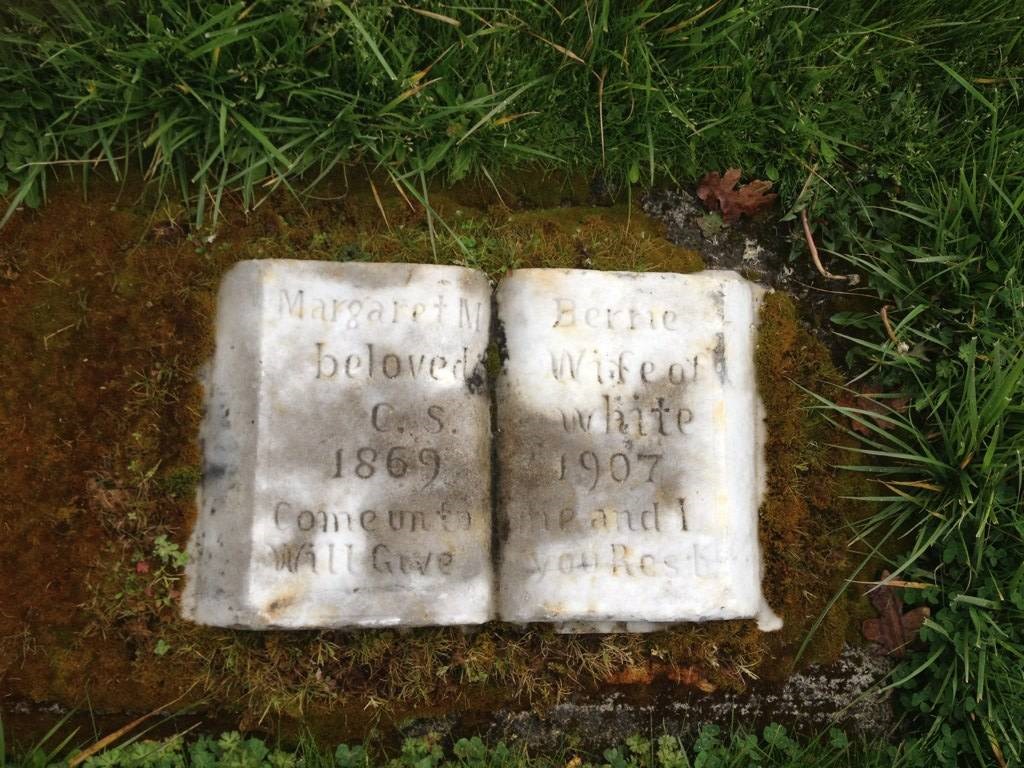 Margaret M Berrie
beloved Wife of
C. S. White
1869 1907
Come unto me and I
Will Give you Rest